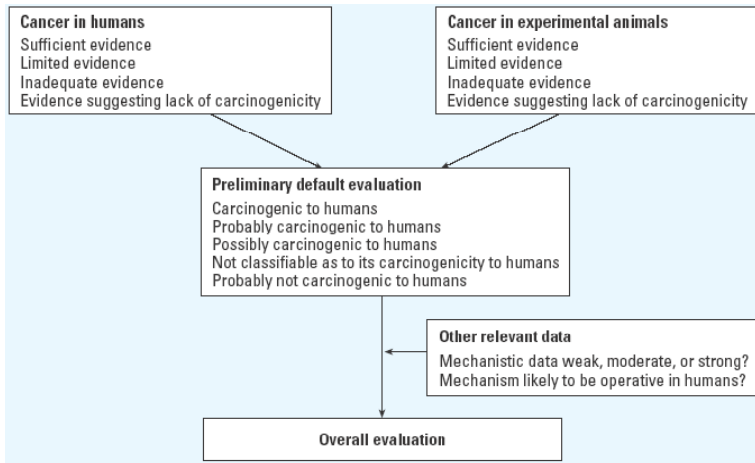 Cancer in humans
Sufficient evidence
Limited evidence
Inadequate evidence
Evidence suggesting lack of carcinogenicity
Cancer in experimental animals
Sufficient evidence
Limited evidence
Inadequate evidence
Evidence suggesting lack of carcinogenicity
Preliminary default evaluation
Carcinogenic to humans
Probably carcinogenic to humans
Possibly carcinogenic to humans
Not classifiable as to its carcinogenicity to humans
Probably not carcinogenic to humans
Other relevant data
Mechanistic data weak, moderate, or strong?
Mechanism likely to be operative in humans?
Overall evaluation